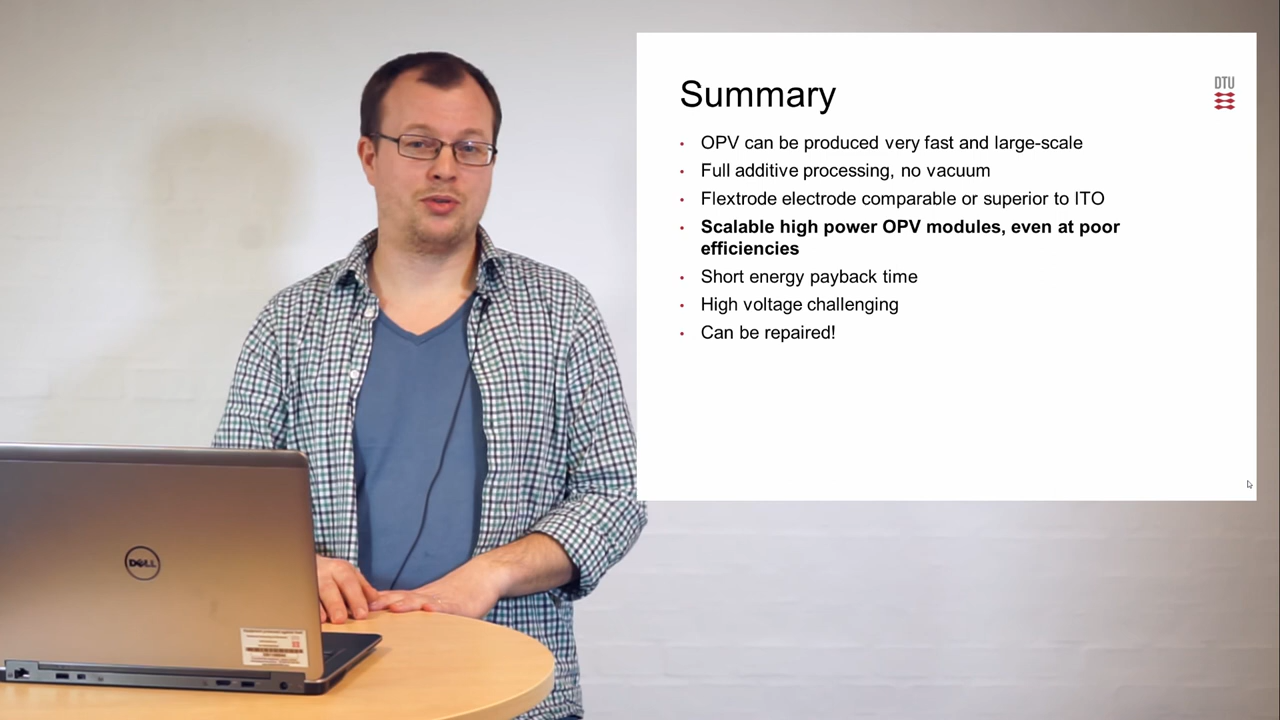 Summary
DTU
OPV can be produced very fast and large-scale
Full additive processing, no vacuum
Flextrode electrode comparable or superior to ITO
Scalable high power OPV modules, even at poor
efficiencies
Short energy payback time
High voltage challenging
Can be repaired!
DELL